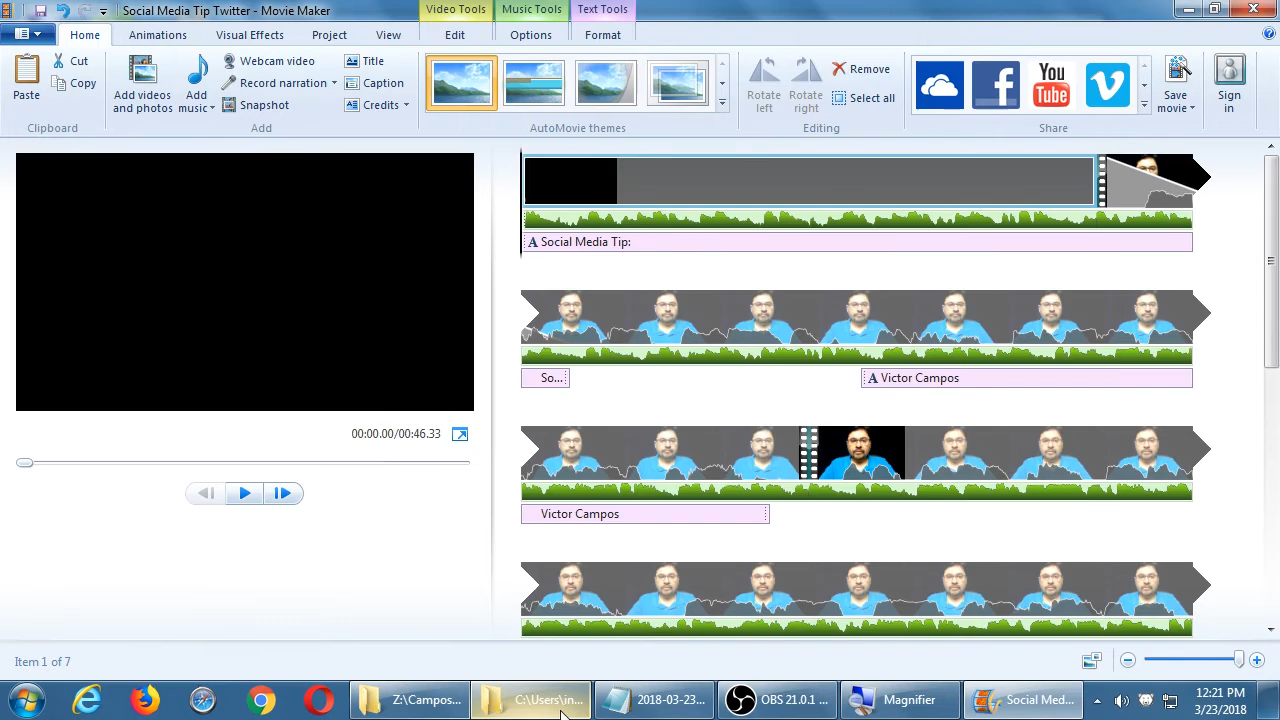 Social Media Tip Twitter - Movie Maker
Video Tools
Music Tools
Text Tools
Home
Animations
Visual Effects
Project
View
Edit
Options
Format
Paste
Cut
Copy
Clipboard
Add videos
and photos
Add
music
Webcam video
Record narration
Snapshot
Title
Caption
Credits
Add
AutoMovie themes
Rotate
left
Rotate
right
Remove
Select all
Editing
You
Tube
Share
Save
movie
Sign
in
Social Media Tip:
So...
Victor Campos
Victor Campos
00:00.00/00:46.33
Item 1 of 7
Z:\Campos...
C:\Users\in...
2018-03-23...
OBS 21.0.1 ...
Magnifier
Social Med...
12:21 PM
3/23/2018